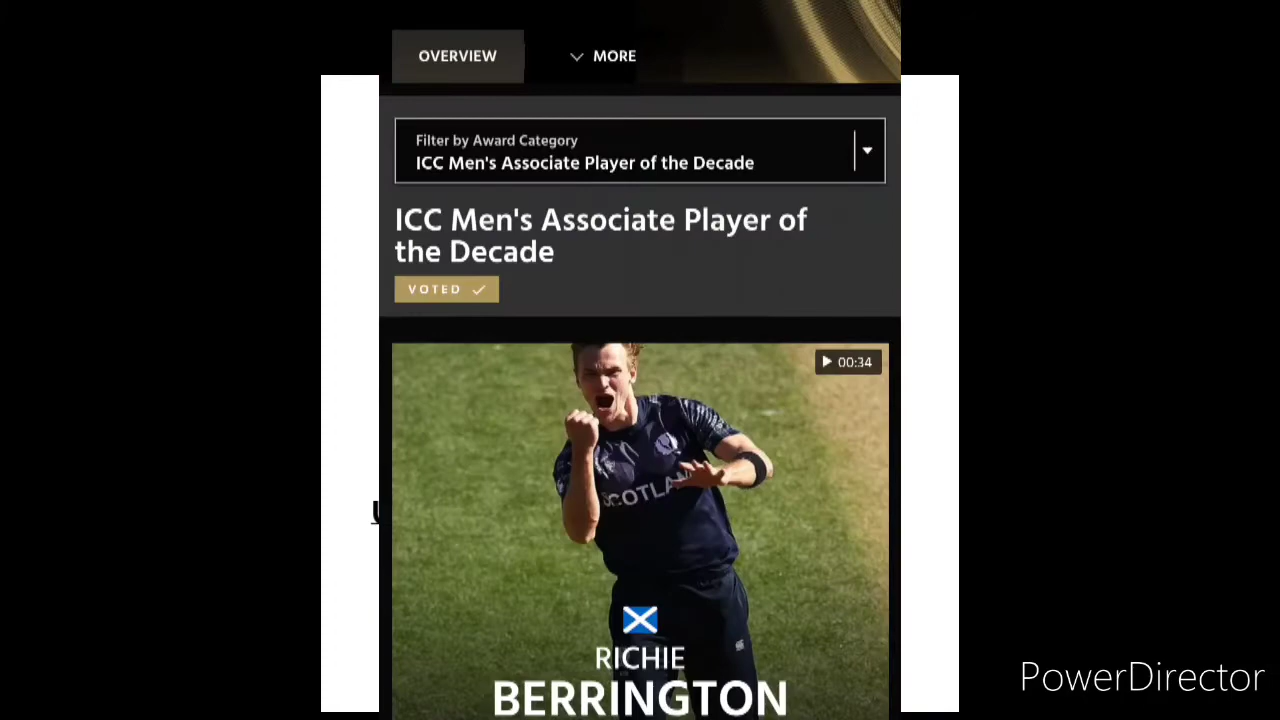 OVERVIEW
MORE
Filter by Award Category
ICC Men's Associate Player of the Decade
ICC Men's Associate Player of
the Decade
VOTED
00:34
SCOTLAN
RICHIE
BERRINGTON
PowerDirector